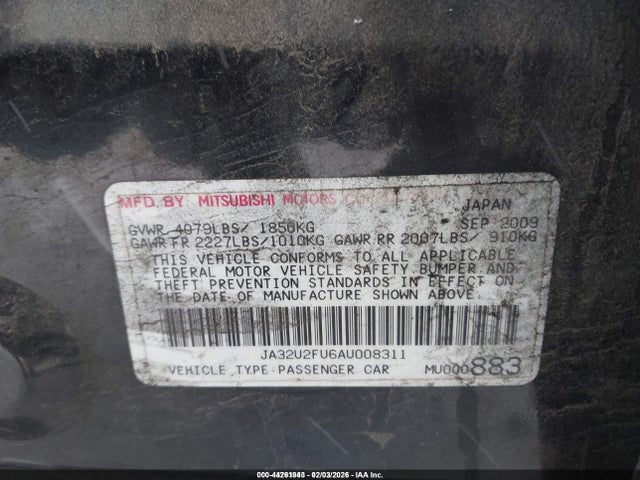 MFD. BY MITSUBISHI MOTORS CORPORATION JAPAN
GVWR 4079LBS/ 1850KG SEP 2009
GAWR FR 2227LBS/1010KG GAWR RR 2007LBS/ 910KG
THIS VEHICLE CONFORMS TO ALL APPLICABLE
FEDERAL MOTOR VEHICLE SAFETY, BUMPER AND
THEFT PREVENTION STANDARDS IN EFFECT ON
THE DATE OF MANUFACTURE SHOWN ABOVE.
JA32U2FU6AU008311
VEHICLE TYPE PASSENGER CAR MU000883
000-44261943 - 02/03/2026 - IAA Inc.